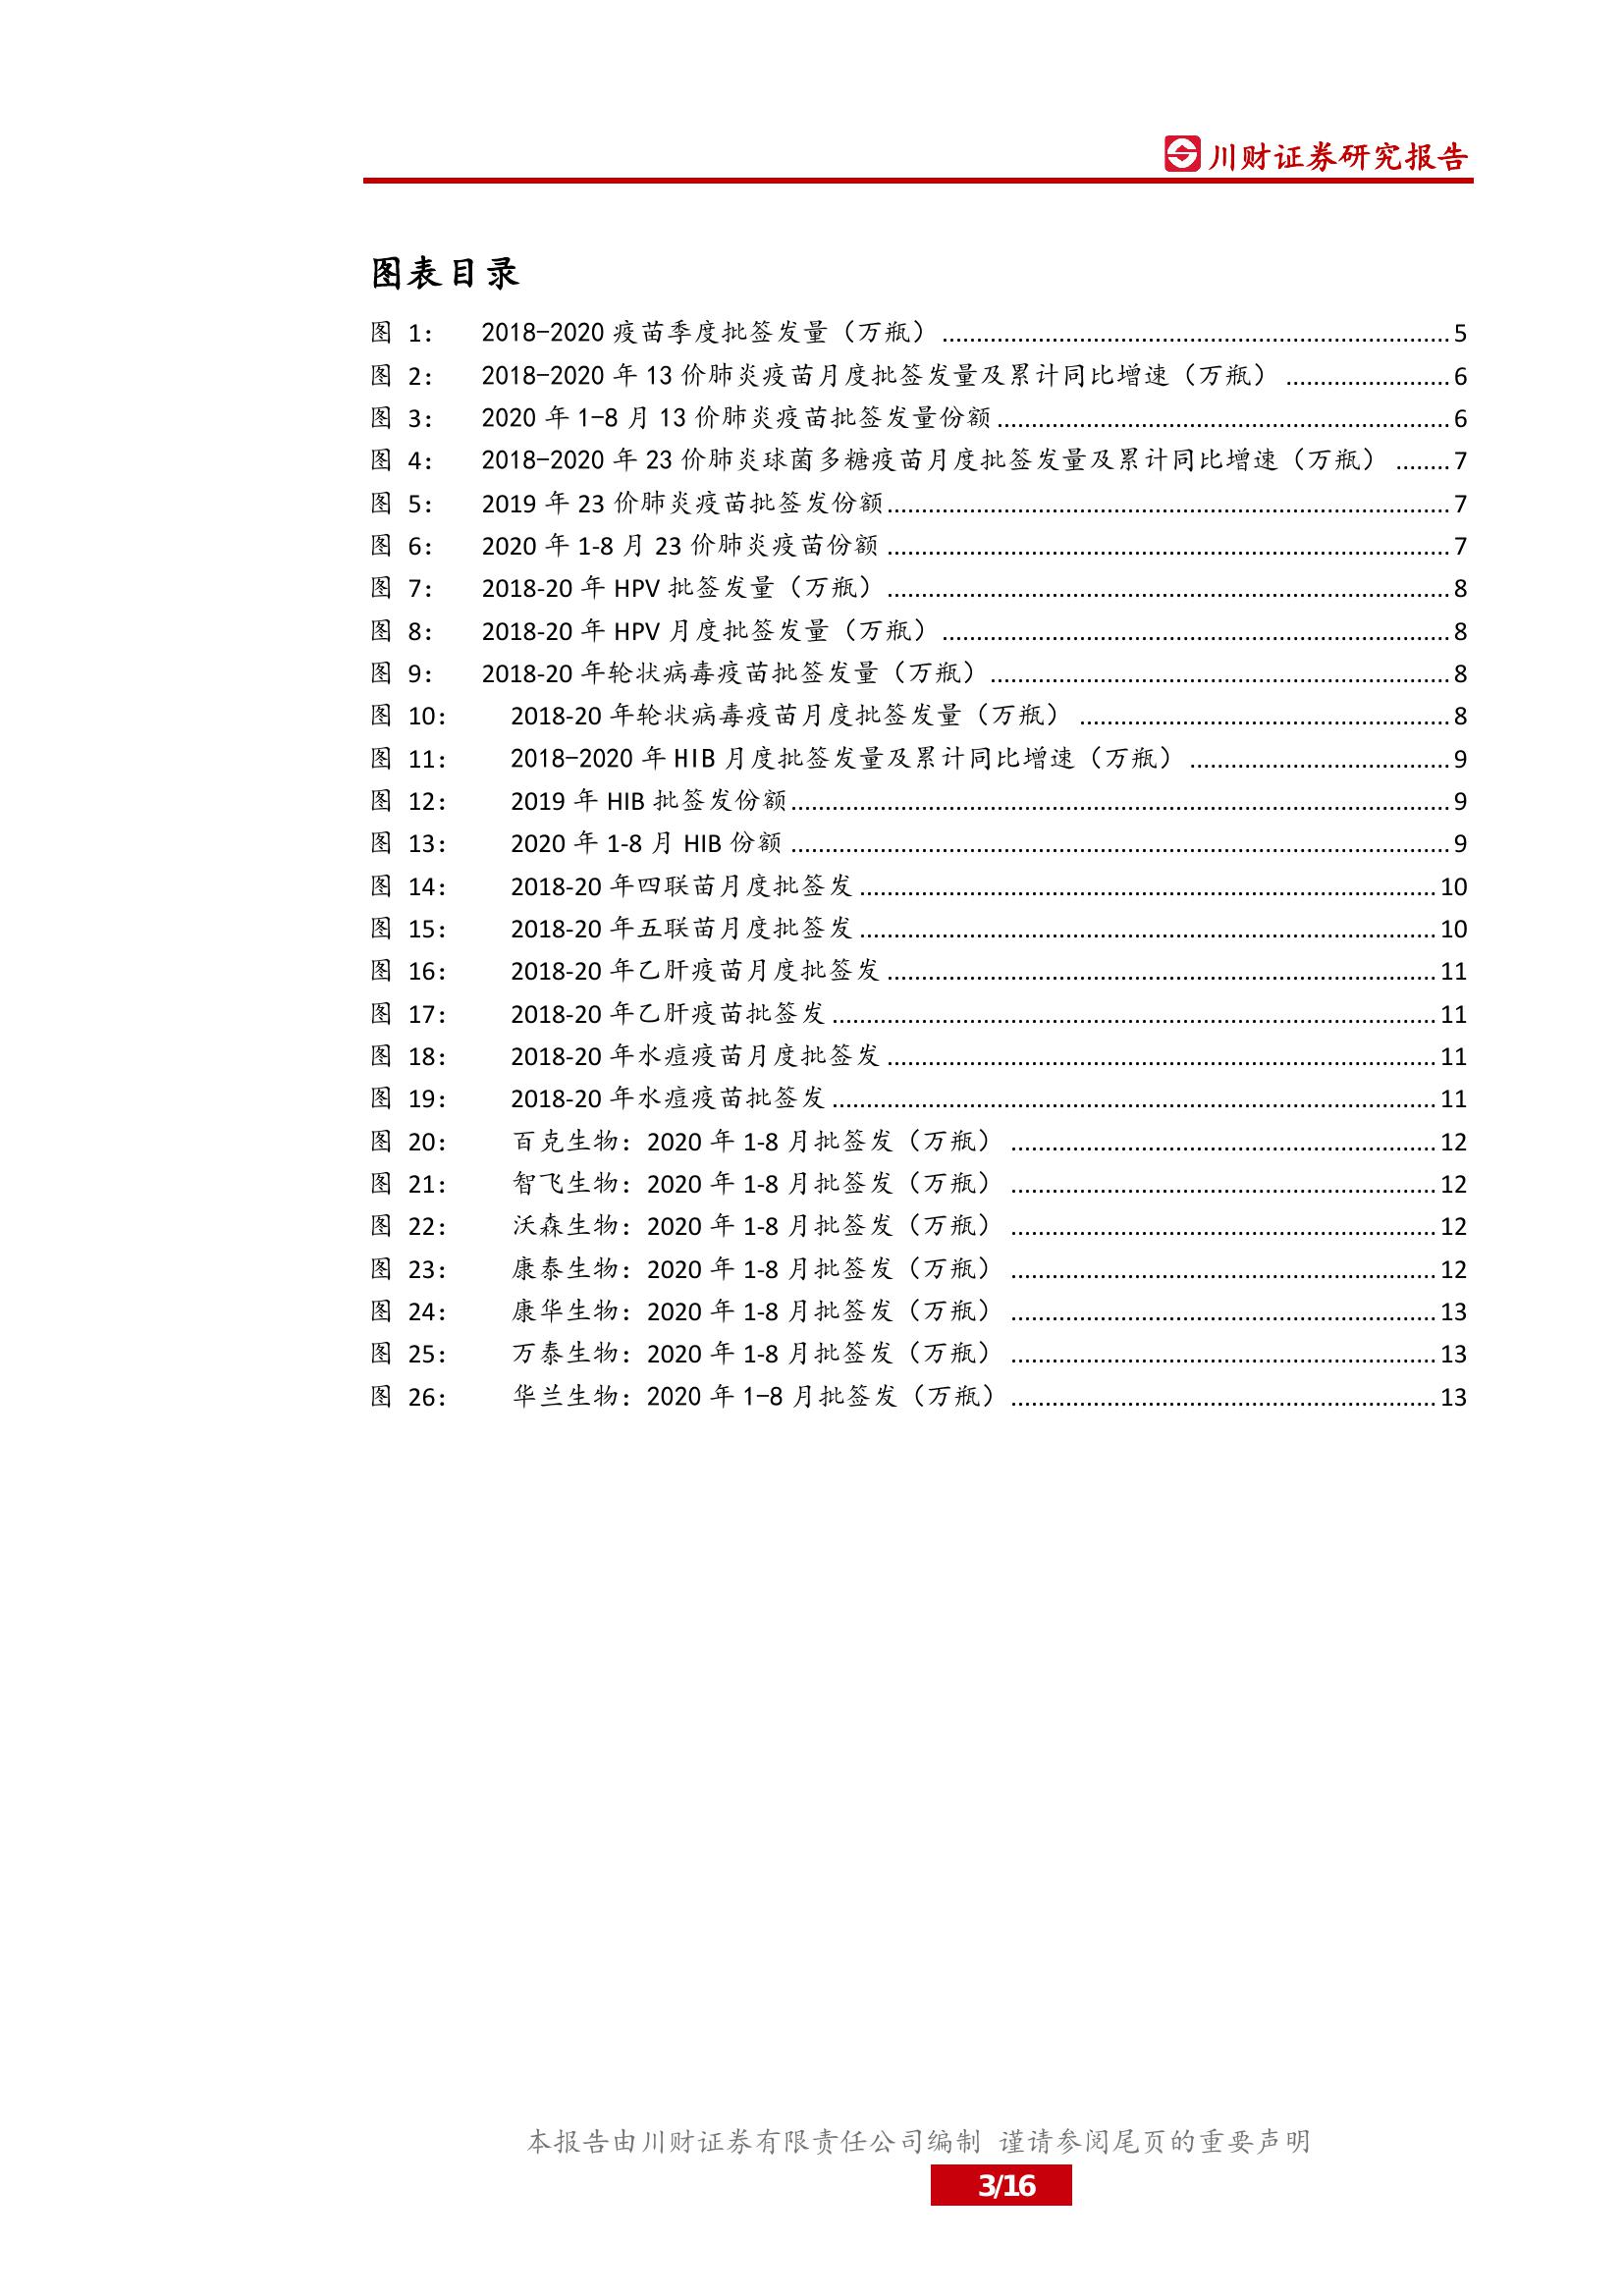 川财证券研究报告
图表目录
图 1: 2018-2020 疫苗季度批签发量（万瓶）........ 5
图 2: 2018-2020 年 13 价肺炎疫苗月度批签发量及累计同比增速（万瓶）........ 6
图 3: 2020 年 1-8 月 13 价肺炎疫苗批签发量份额........ 6
图 4: 2018-2020 年 23 价肺炎球菌多糖疫苗月度批签发量及累计同比增速（万瓶）........ 7
图 5: 2019 年 23 价肺炎疫苗批签发份额........ 7
图 6: 2020 年 1-8 月 23 价肺炎疫苗份额........ 7
图 7: 2018-20 年 HPV 批签发量（万瓶）........ 8
图 8: 2018-20 年 HPV 月度批签发量（万瓶）........ 8
图 9: 2018-20 年轮状病毒疫苗批签发量（万瓶）........ 8
图 10: 2018-20 年轮状病毒疫苗月度批签发量（万瓶）........ 8
图 11: 2018-2020 年 HIB 月度批签发量及累计同比增速（万瓶）........ 9
图 12: 2019 年 HIB 批签发份额........ 9
图 13: 2020 年 1-8 月 HIB 份额........ 9
图 14: 2018-20 年四联苗月度批签发........ 10
图 15: 2018-20 年五联苗月度批签发........ 10
图 16: 2018-20 年乙肝疫苗月度批签发........ 11
图 17: 2018-20 年乙肝疫苗批签发........ 11
图 18: 2018-20 年水痘疫苗月度批签发........ 11
图 19: 2018-20 年水痘疫苗批签发........ 11
图 20: 百克生物：2020 年 1-8 月批签发（万瓶）........ 12
图 21: 智飞生物：2020 年 1-8 月批签发（万瓶）........ 12
图 22: 沃森生物：2020 年 1-8 月批签发（万瓶）........ 12
图 23: 康泰生物：2020 年 1-8 月批签发（万瓶）........ 12
图 24: 康华生物：2020 年 1-8 月批签发（万瓶）........ 13
图 25: 万泰生物：2020 年 1-8 月批签发（万瓶）........ 13
图 26: 华兰生物：2020 年 1-8 月批签发（万瓶）........ 13
本报告由川财证券有限责任公司编制 谨请参阅尾页的重要声明
3/16